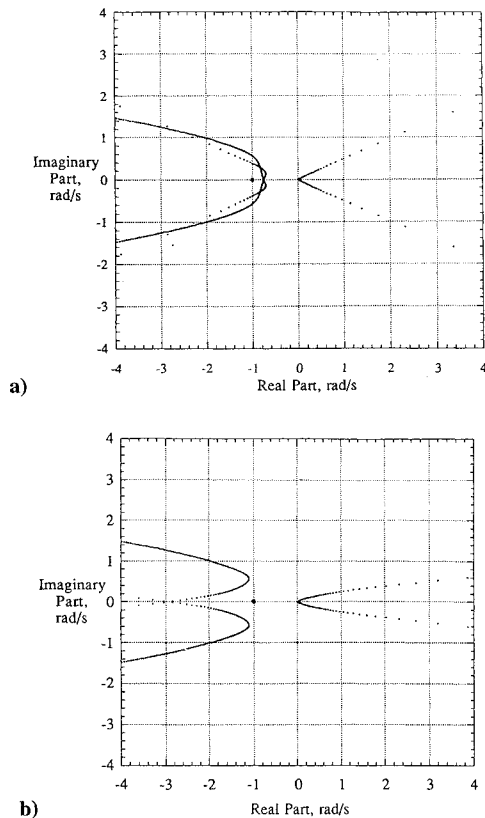 4
3
2
1
Imaginary
Part,
rad/s
0
-1
-2
-3
-4
-4 -3 -2 -1 0 1 2 3 4
Real Part, rad/s
a)
4
3
2
1
Imaginary
Part,
rad/s
0
-1
-2
-3
-4
-4 -3 -2 -1 0 1 2 3 4
Real Part, rad/s
b)